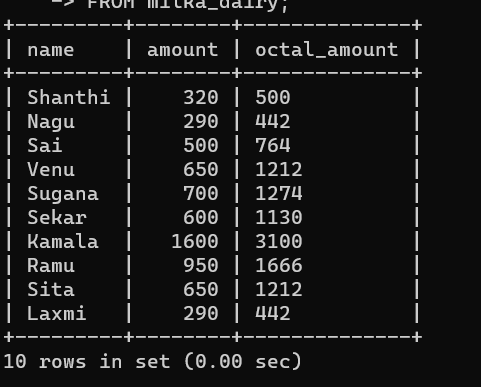 -> FROM milka_dairy;
+---------+--------+--------------+
| name    | amount | octal_amount |
+---------+--------+--------------+
| Shanthi |    320 | 500          |
| Nagu    |    290 | 442          |
| Sai     |    500 | 764          |
| Venu    |    650 | 1212         |
| Sugana  |    700 | 1274         |
| Sekar   |    600 | 1130         |
| Kamala  |   1600 | 3100         |
| Ramu    |    950 | 1666         |
| Sita    |    650 | 1212         |
| Laxmi   |    290 | 442          |
+---------+--------+--------------+
10 rows in set (0.00 sec)